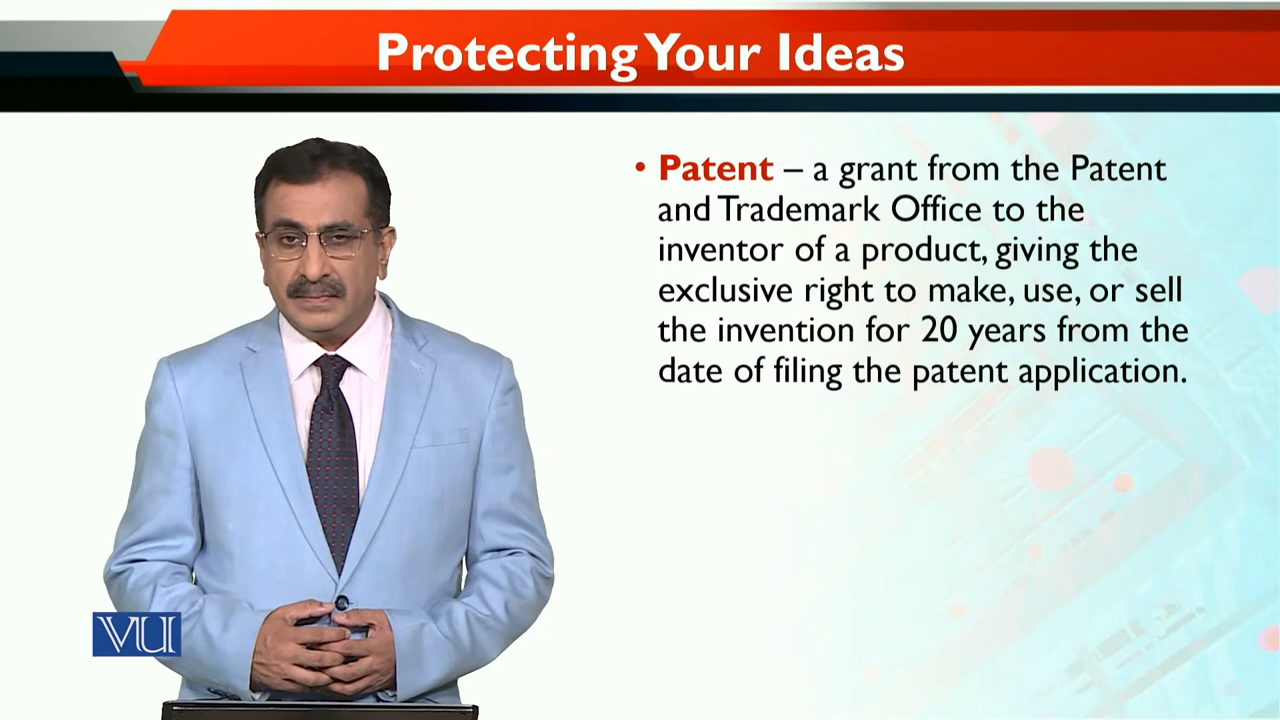 Protecting Your Ideas
• Patent – a grant from the Patent
and Trademark Office to the
inventor of a product, giving the
exclusive right to make, use, or sell
the invention for 20 years from the
date of filing the patent application.
VU